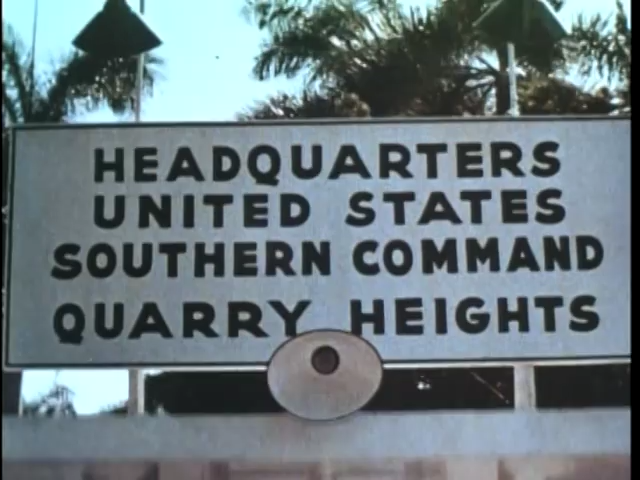 HEADQUARTERS
UNITED STATES
SOUTHERN COMMAND
QUARRY HEIGHTS